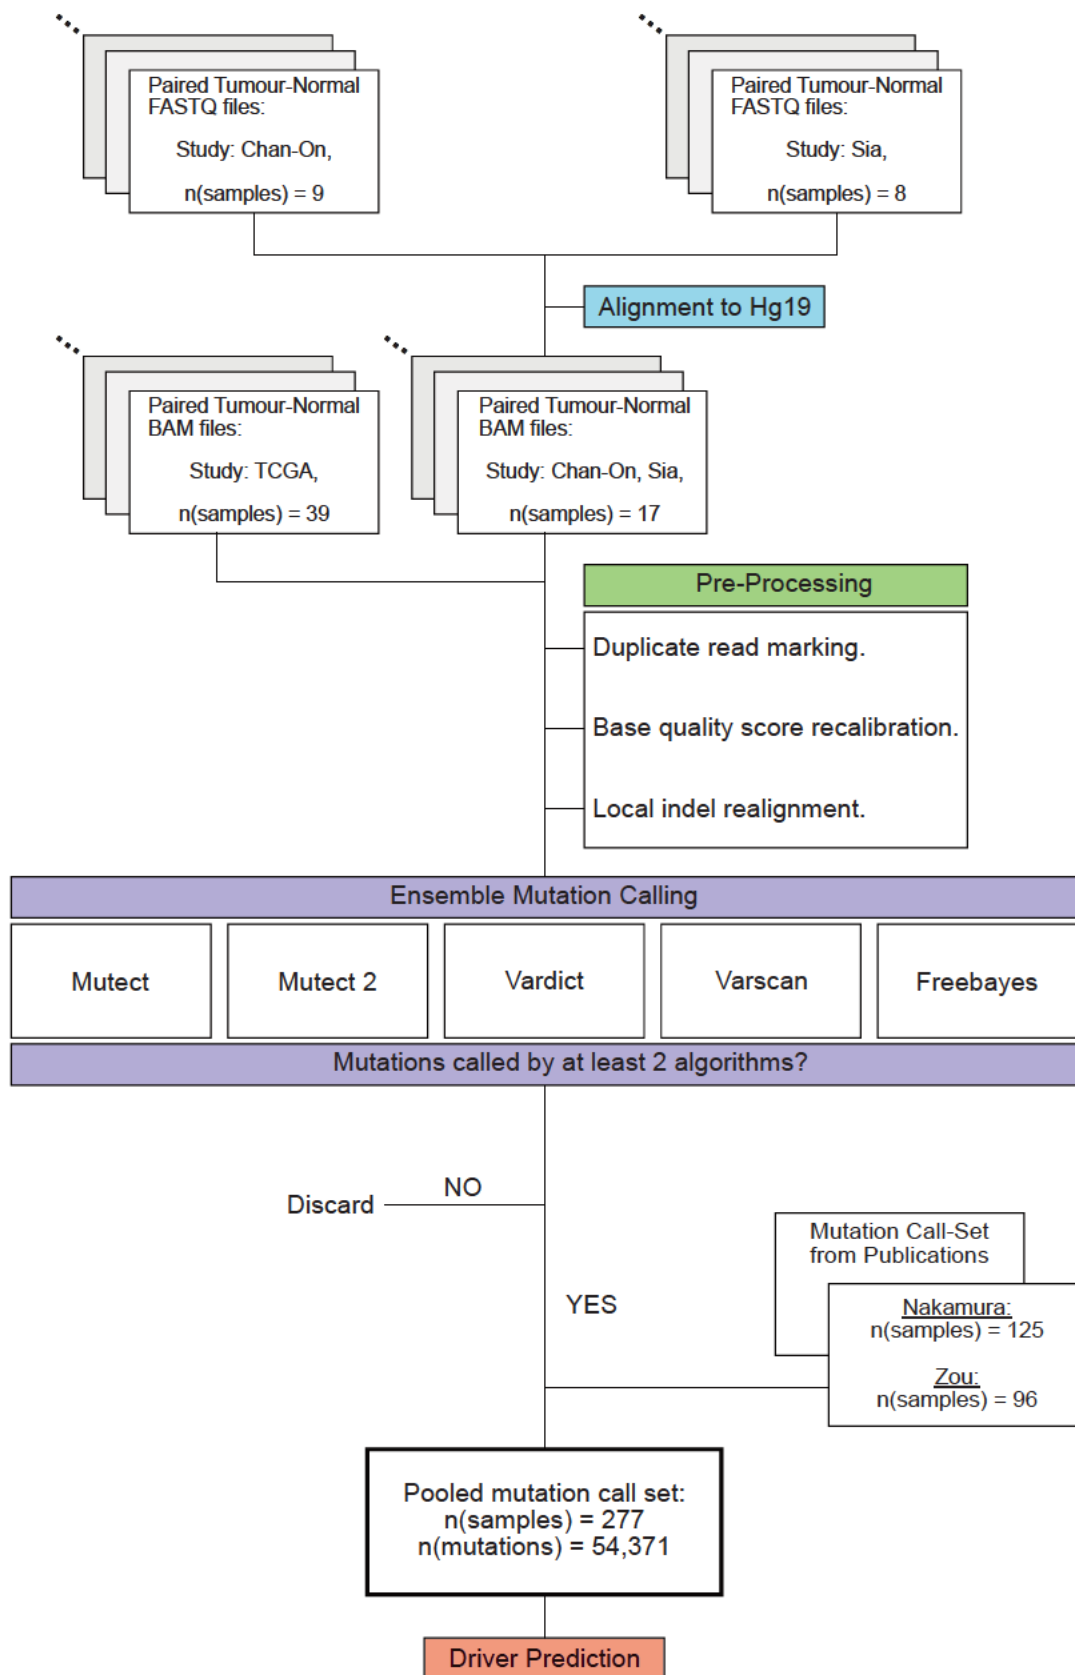 Paired Tumour-Normal
FASTQ files:
Study: Chan-On,
n(samples) = 9
Paired Tumour-Normal
FASTQ files:
Study: Sia,
n(samples) = 8
Alignment to Hg19
Paired Tumour-Normal
BAM files:
Study: TCGA,
n(samples) = 39
Paired Tumour-Normal
BAM files:
Study: Chan-On, Sia,
n(samples) = 17
Pre-Processing
Duplicate read marking.
Base quality score recalibration.
Local indel realignment.
Ensemble Mutation Calling
Mutect
Mutect 2
Vardict
Varscan
Freebayes
Mutations called by at least 2 algorithms?
NO
Discard
YES
Mutation Call-Set
from Publications
Nakamura:
n(samples) = 125
Zou:
n(samples) = 96
Pooled mutation call set:
n(samples) = 277
n(mutations) = 54,371
Driver Prediction